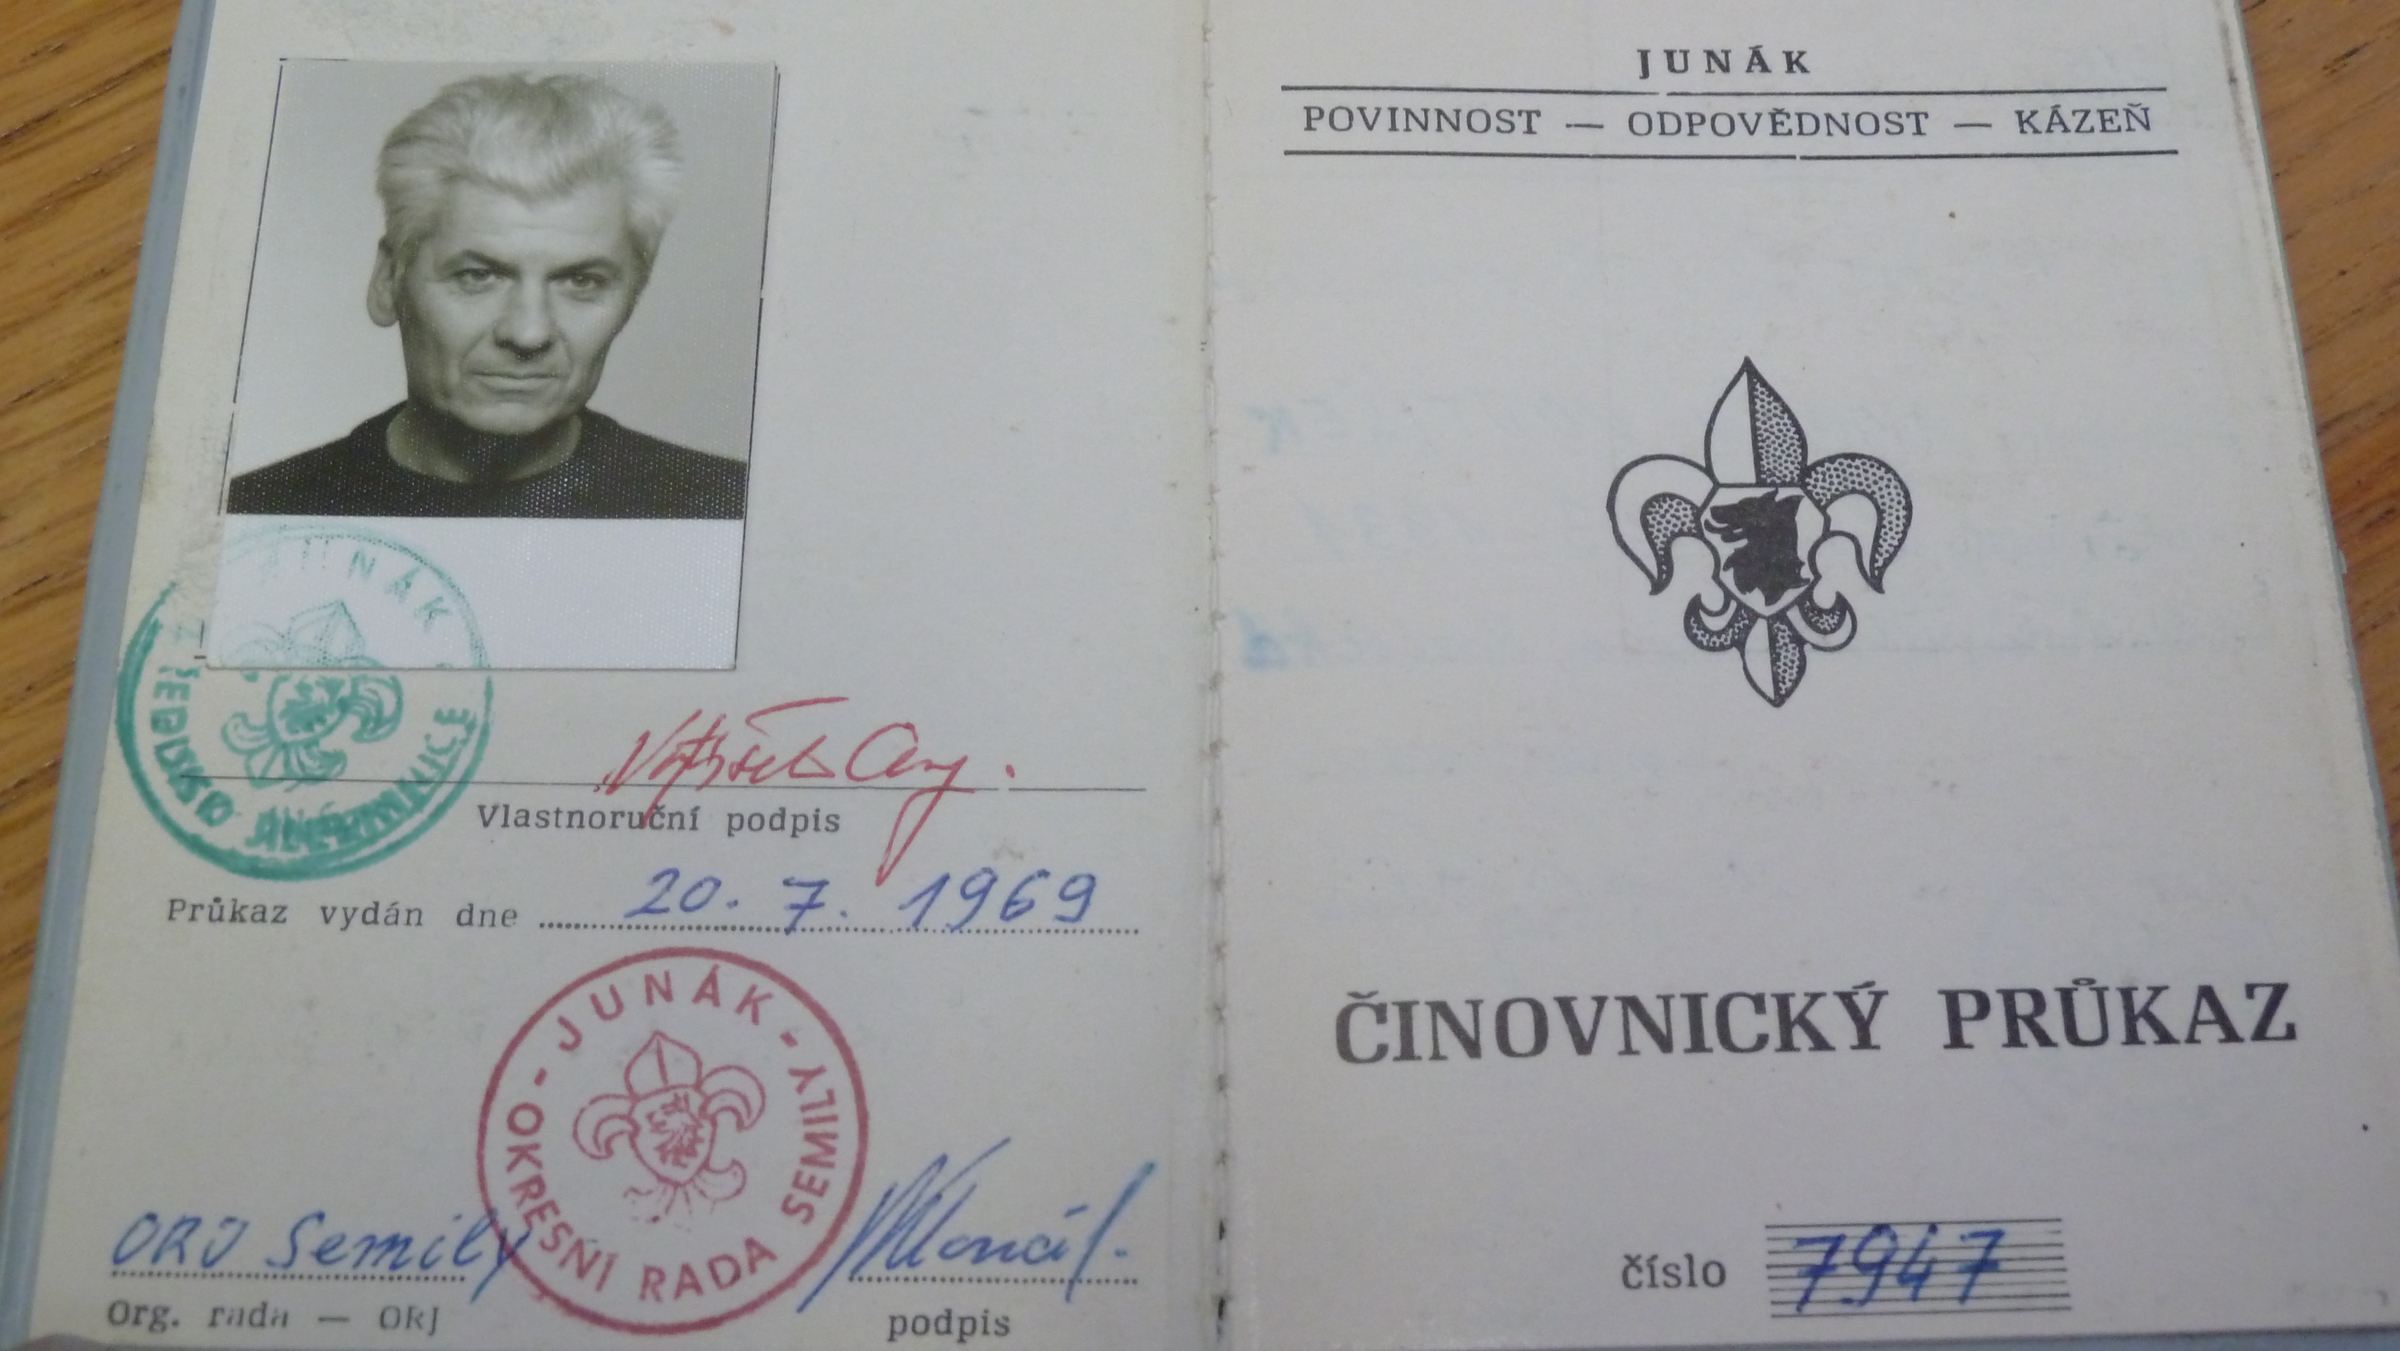 JUNÁK
Vlastnoruční podpis
Průkaz vydán dne 20. 7. 1969
- JUNÁK -
OKRESNÍ RADA SEMILY
ORJ Semily
Org. rada — ORJ
podpis
JUNÁK
POVINNOST — ODPOVĚDNOST — KÁZEŇ
ČINOVNICKÝ PRŮKAZ
číslo 7947